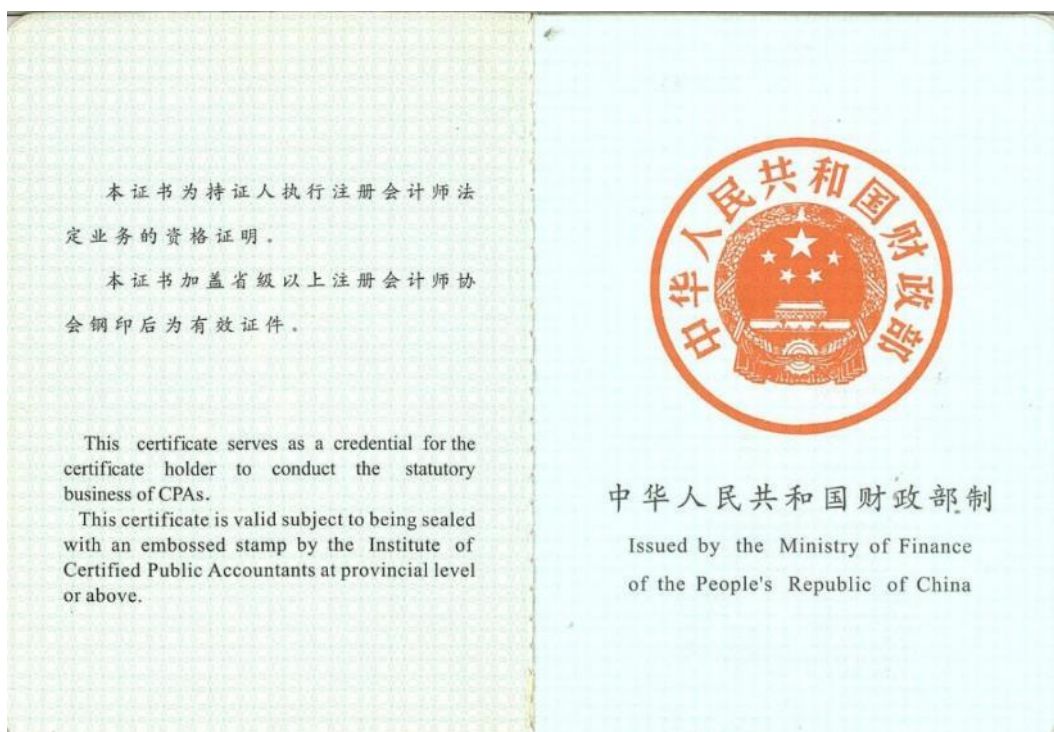 本证书为持证人执行注册会计师法
定业务的资格证明。
本证书加盖省级以上注册会计师协
会钢印后为有效证件。
This certificate serves as a credential for the
certificate holder to conduct the statutory
business of CPAs.
This certificate is valid subject to being sealed
with an embossed stamp by the Institute of
Certified Public Accountants at provincial level
or above.
中华人民共和国财政部
中华人民共和国财政部制
Issued by the Ministry of Finance
of the People's Republic of China